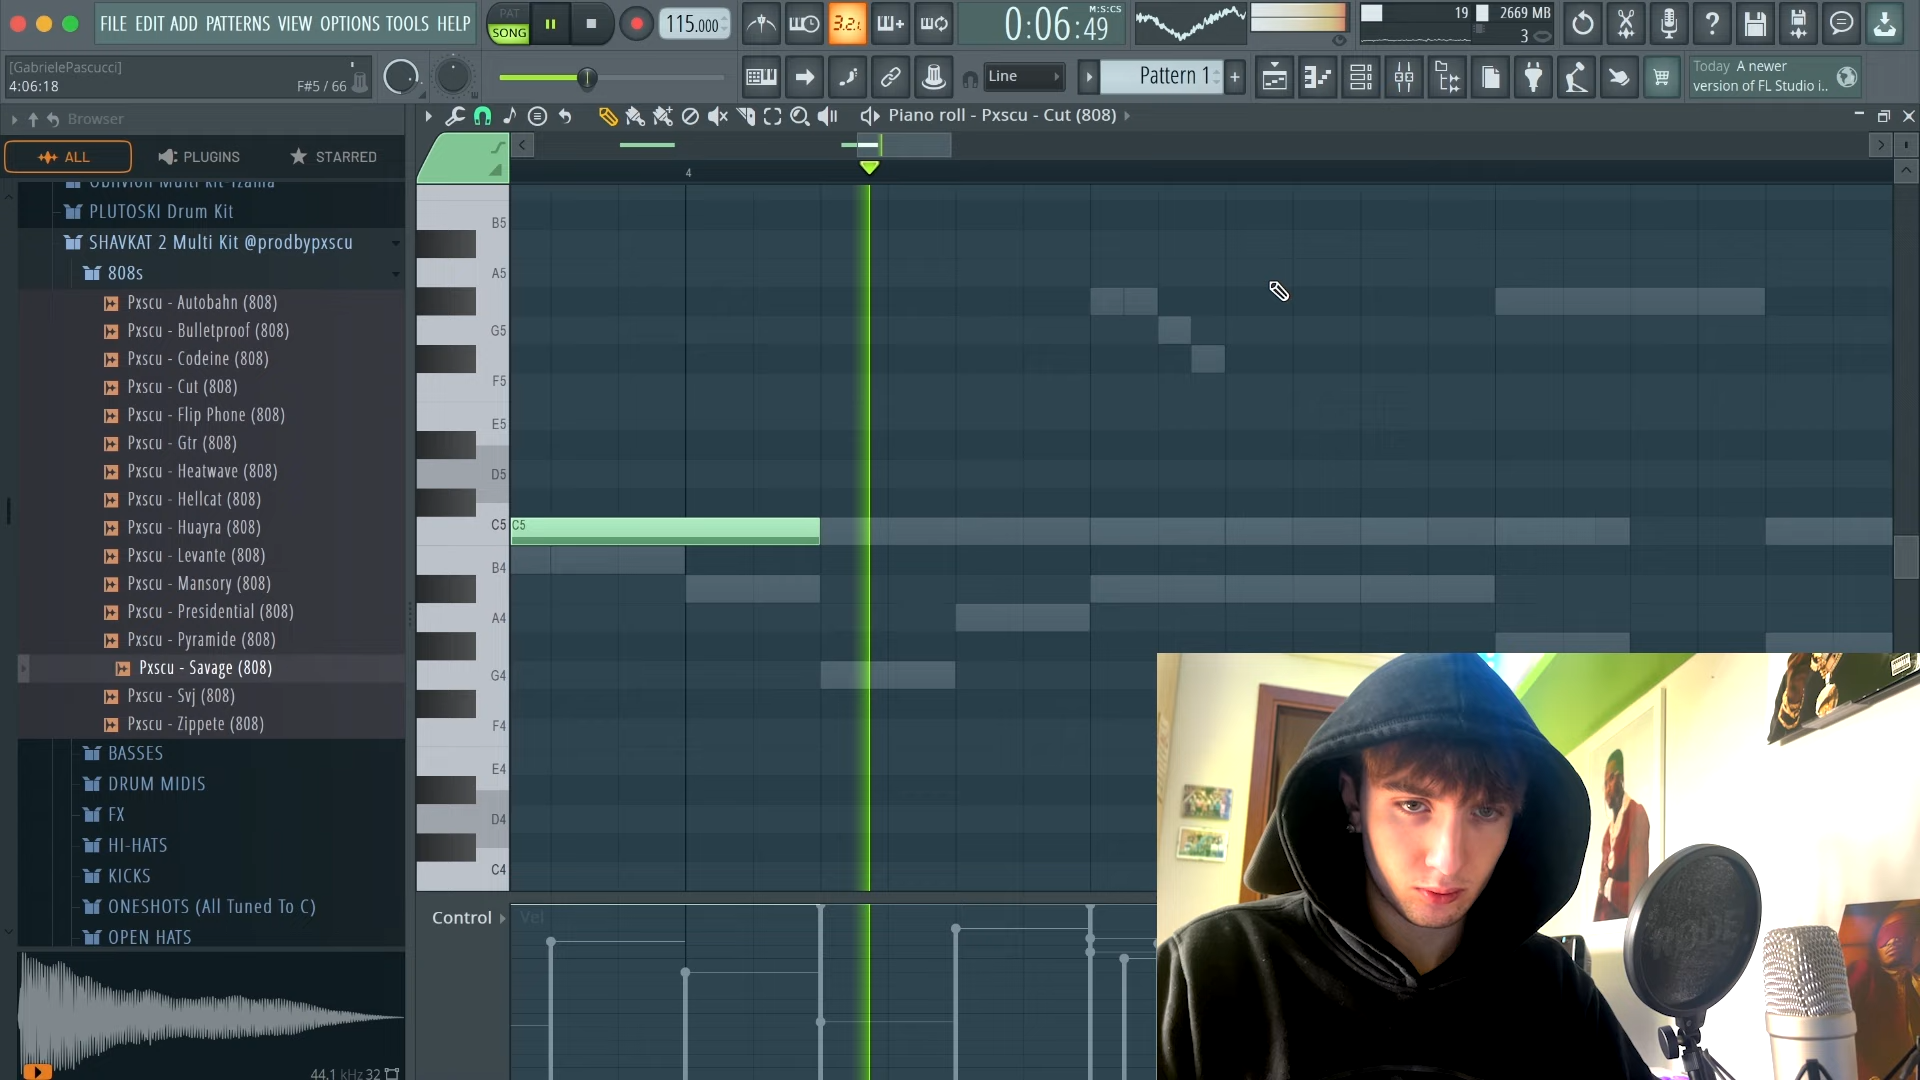 FILE EDIT ADD PATTERNS VIEW OPTIONS TOOLS HELP
PAT
SONG
115.000
3.2.
0:06:49
M:S:CS
19
2669 MB
3
[GabrielePascucci]
4:06:18
F#5 / 66
Line
Pattern 1
Today A newer
version of FL Studio i..
Browser
Piano roll - Pxscu - Cut (808)
ALL
PLUGINS
STARRED
Oblivion Multi Kit-Izama
PLUTOSKI Drum Kit
SHAVKAT 2 Multi Kit @prodbypxscu
808s
Pxscu - Autobahn (808)
Pxscu - Bulletproof (808)
Pxscu - Codeine (808)
Pxscu - Cut (808)
Pxscu - Flip Phone (808)
Pxscu - Gtr (808)
Pxscu - Heatwave (808)
Pxscu - Hellcat (808)
Pxscu - Huayra (808)
Pxscu - Levante (808)
Pxscu - Mansory (808)
Pxscu - Presidential (808)
Pxscu - Pyramide (808)
Pxscu - Savage (808)
Pxscu - Svj (808)
Pxscu - Zippete (808)
BASSES
DRUM MIDIS
FX
HI-HATS
KICKS
ONESHOTS (All Tuned To C)
OPEN HATS
44.1 kHz 32
4
B5
A5
G5
F5
E5
D5
C5
C5
B4
A4
G4
F4
E4
D4
C4
Control
Vel